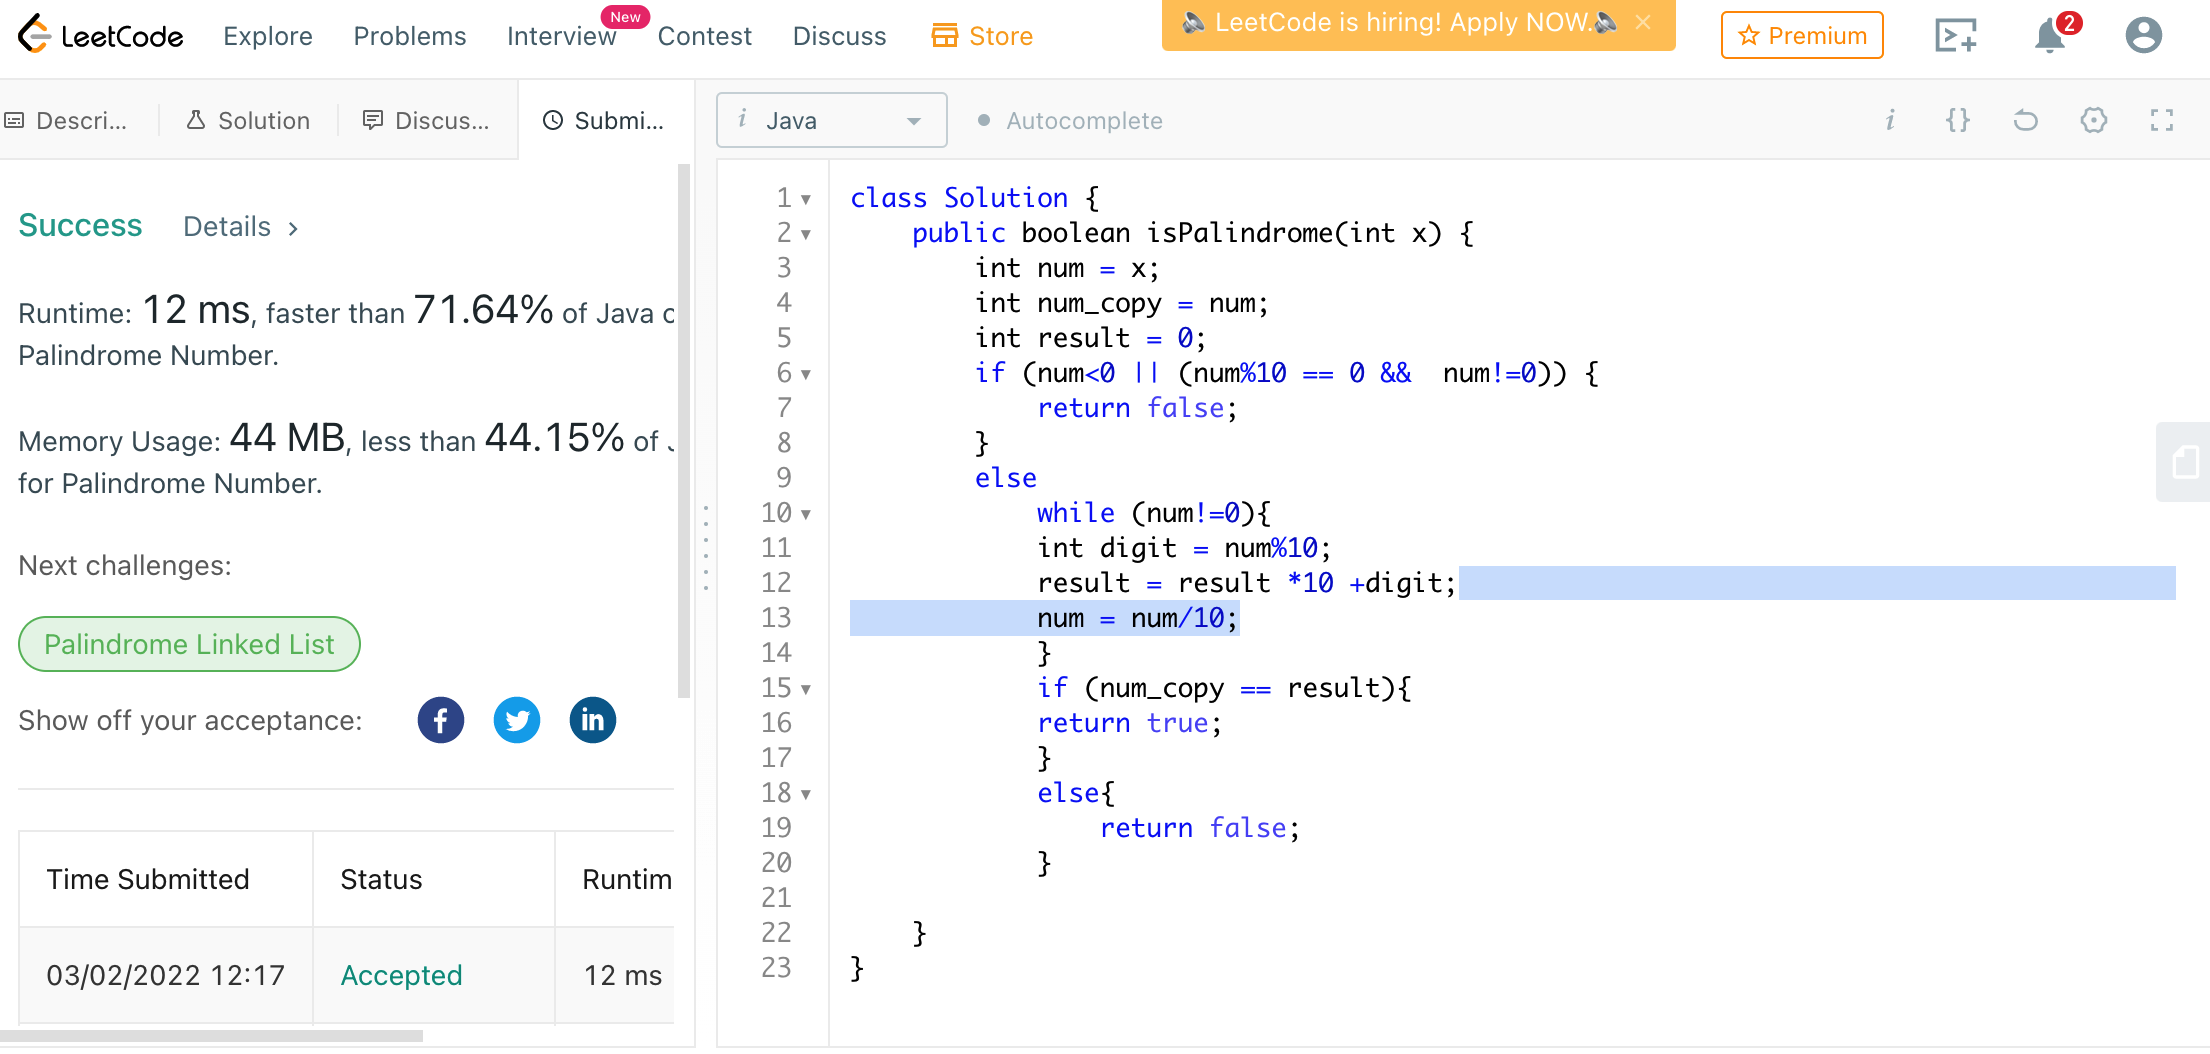 LeetCode Explore Problems Interview New Contest Discuss Store LeetCode is hiring! Apply NOW. Premium 2
Descri... Solution Discus... Submi...
Success Details
Runtime: 12 ms, faster than 71.64% of Java
Palindrome Number.
Memory Usage: 44 MB, less than 44.15% of
for Palindrome Number.
Next challenges:
Palindrome Linked List
Show off your acceptance: f in
Time Submitted Status Runtim
03/02/2022 12:17 Accepted 12 ms
i Java Autocomplete i {}
1 class Solution {
2     public boolean isPalindrome(int x) {
3         int num = x;
4         int num_copy = num;
5         int result = 0;
6         if (num<0 || (num%10 == 0 &&  num!=0)) {
7             return false;
8         }
9         else
10             while (num!=0){
11             int digit = num%10;
12             result = result *10 +digit;
13             num = num/10;
14             }
15             if (num_copy == result){
16             return true;
17             }
18             else{
19                 return false;
20             }
21
22     }
23 }